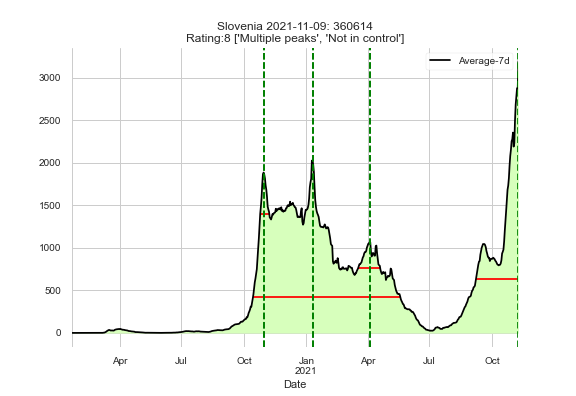 Slovenia 2021-11-09: 360614
Rating:8 ['Multiple peaks', 'Not in control']
Average-7d
3000
2500
2000
1500
1000
500
0
Apr Jul Oct Jan Apr Jul Oct
2021
Date